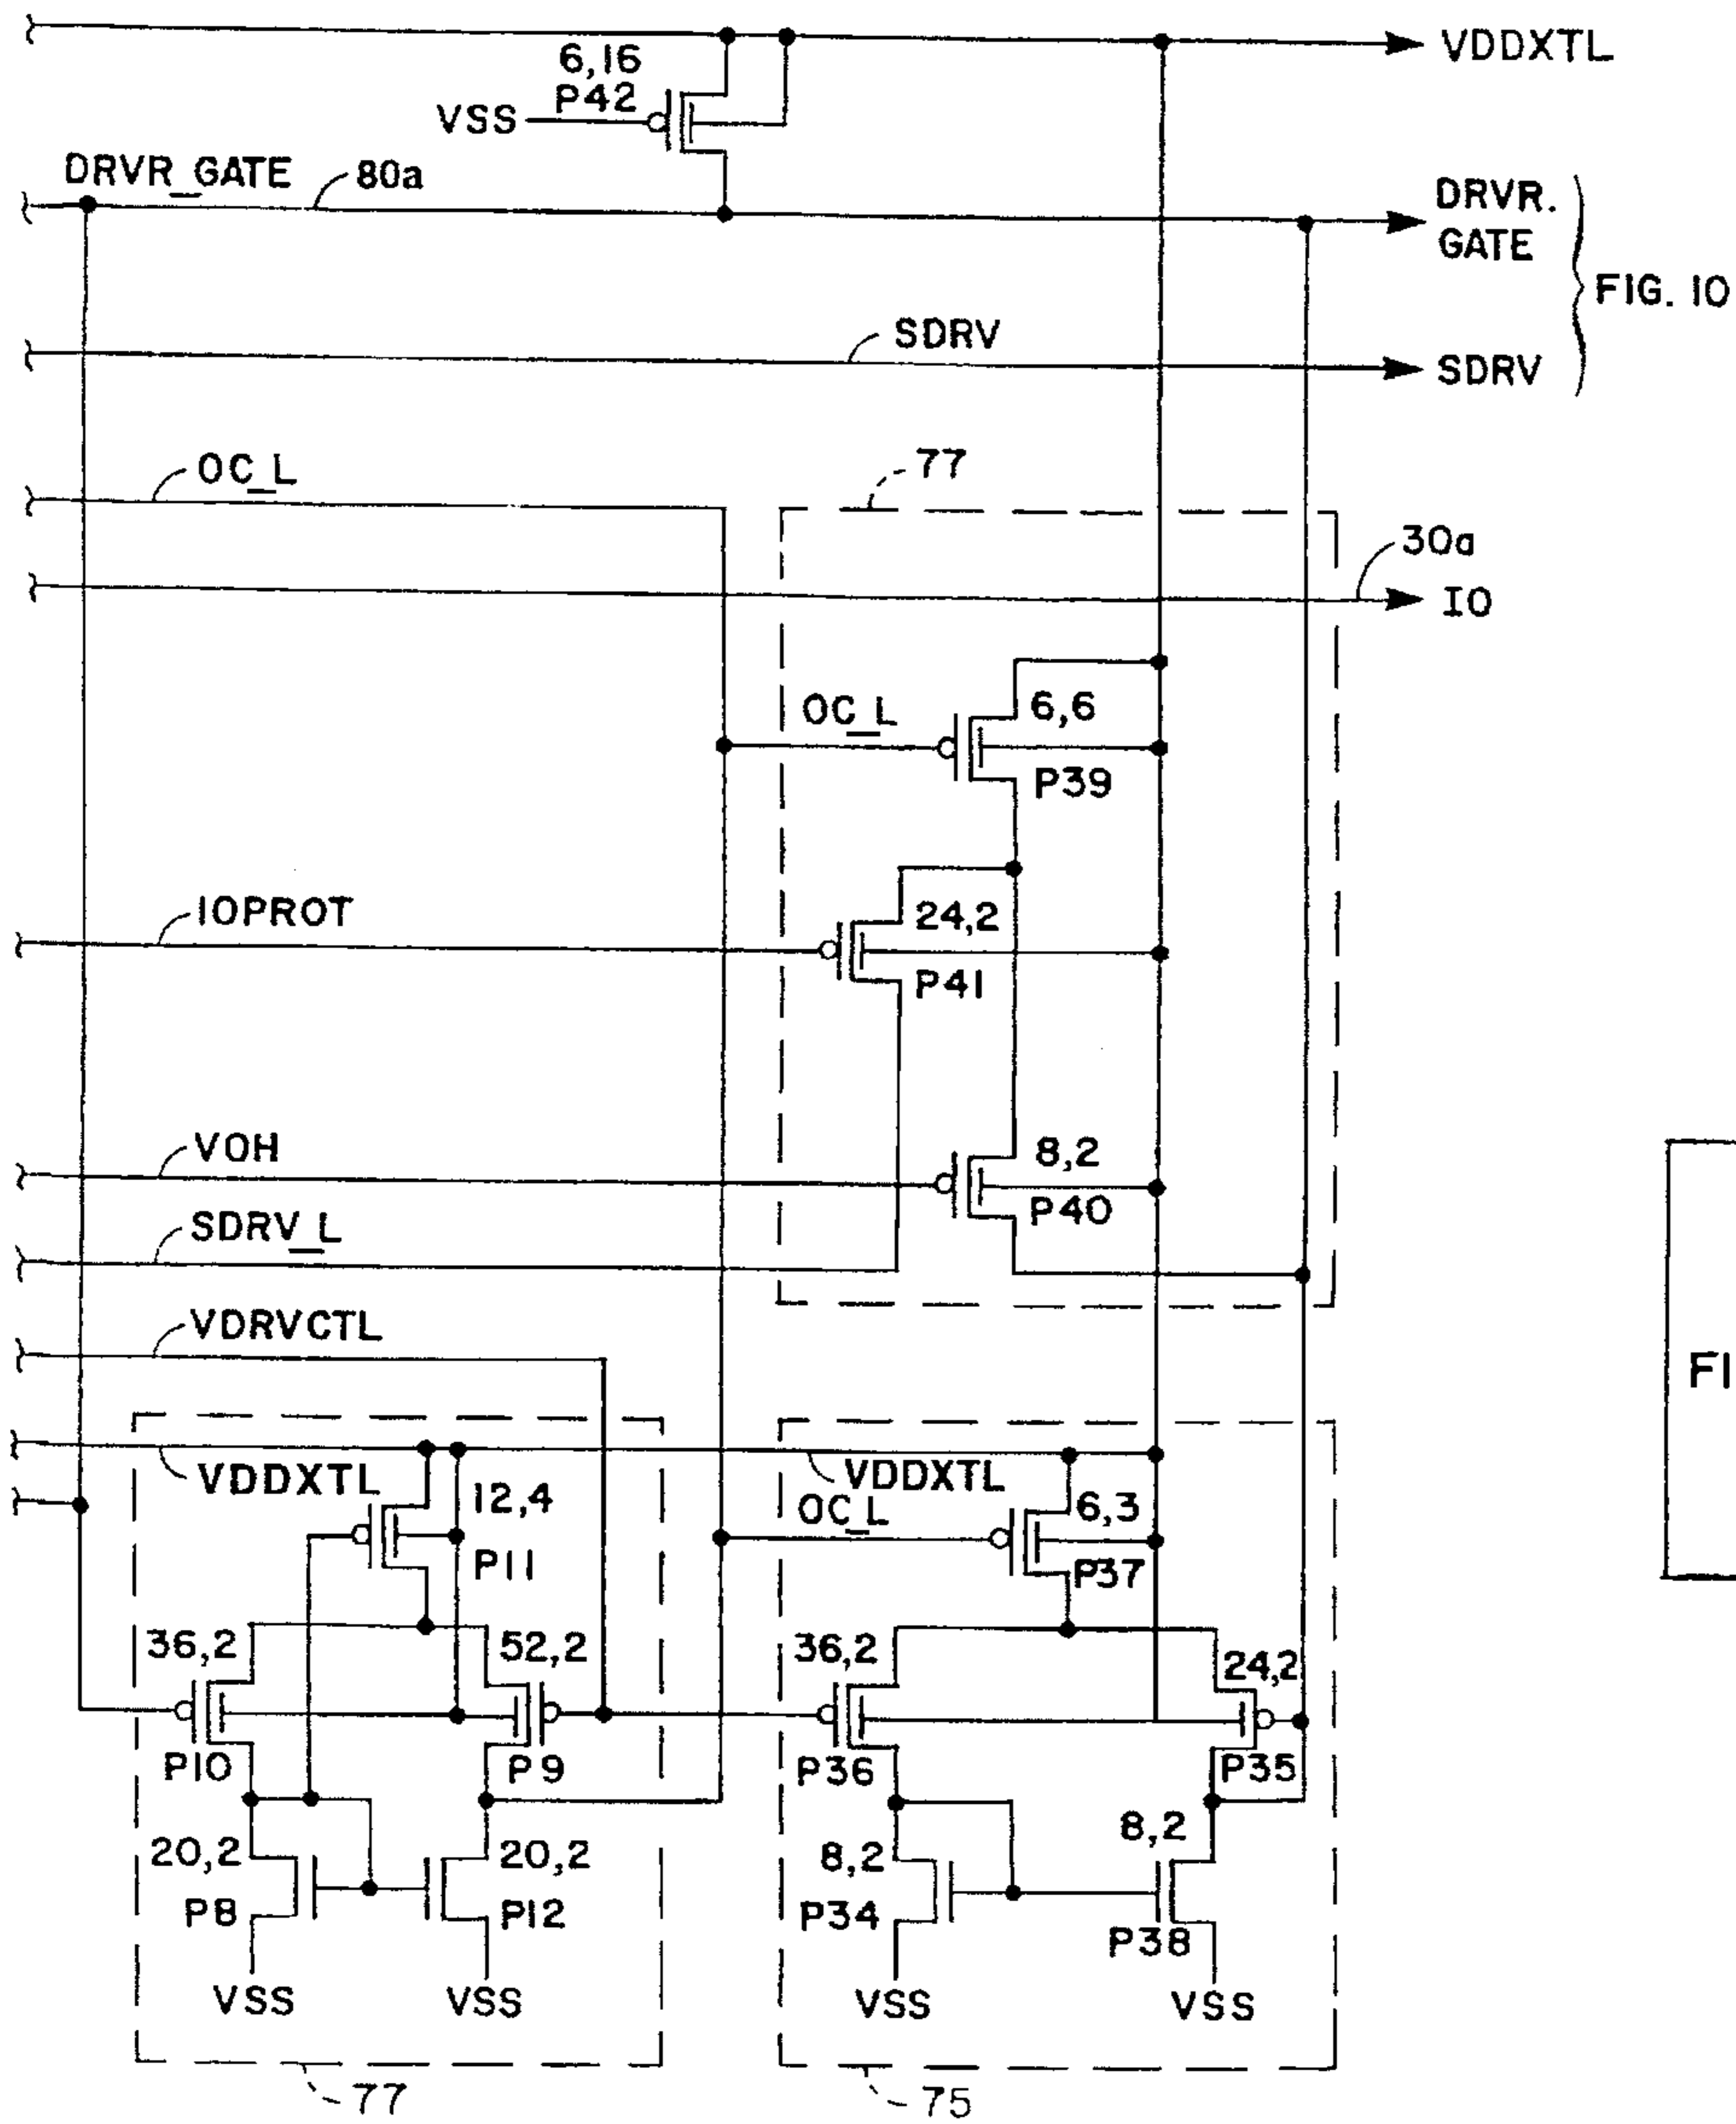 VDDXTL
6,16
P42
VSS
DRVR_GATE
80a
DRVR.
GATE
FIG. 10
SDRV
SDRV
OC_L
77
30a
IO
OC_L
6,6
P39
IOPROT
24,2
P41
VOH
8,2
P40
SDRV_L
VDRVCTL
FI
VDDXTL
VDDXTL
12,4
P11
OC_L
6,3
P37
36,2
52,2
36,2
24,2
P10
P9
P36
P35
20,2
20,2
8,2
8,2
P8
P12
P34
P38
VSS
VSS
VSS
VSS
77
75